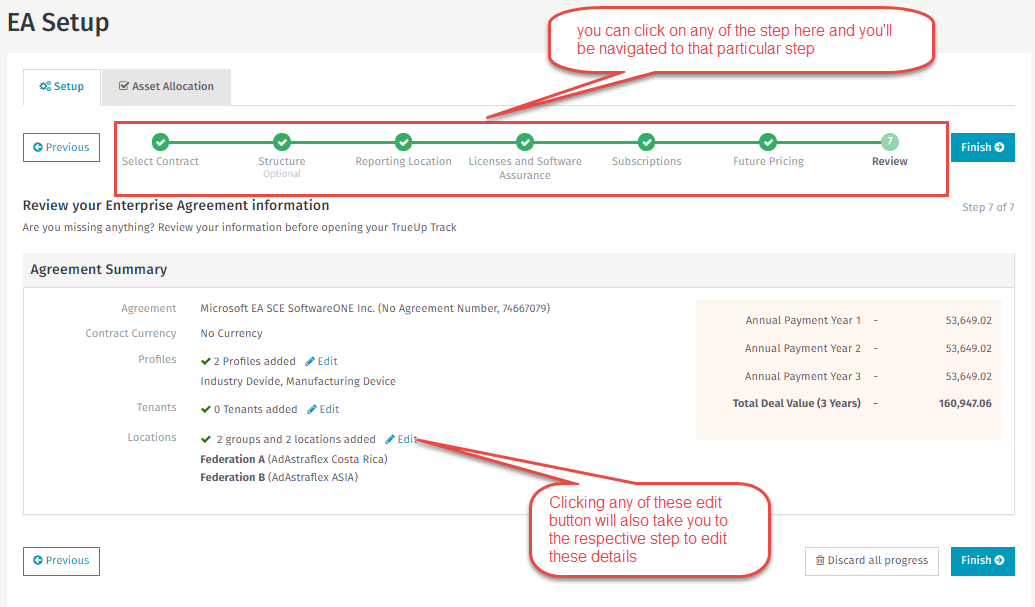 EA Setup
you can click on any of the step here and you'll
be navigated to that particular step
Setup
Asset Allocation
Previous
Select Contract
Structure
Optional
Reporting Location
Licenses and Software
Assurance
Subscriptions
Future Pricing
7
Review
Finish
Review your Enterprise Agreement information
Step 7 of 7
Are you missing anything? Review your information before opening your TrueUp Track
Agreement Summary
Agreement Microsoft EA SCE SoftwareONE Inc. (No Agreement Number, 74667079)
Contract Currency No Currency
Profiles 2 Profiles added Edit
Industry Devide, Manufacturing Device
Tenants 0 Tenants added Edit
Locations 2 groups and 2 locations added Edit
Federation A (AdAstraflex Costa Rica)
Federation B (AdAstraflex ASIA)
Annual Payment Year 1 - 53,649.02
Annual Payment Year 2 - 53,649.02
Annual Payment Year 3 - 53,649.02
Total Deal Value (3 Years) - 160,947.06
Clicking any of these edit
button will also take you to
the respective step to edit
these details
Previous
Discard all progress
Finish